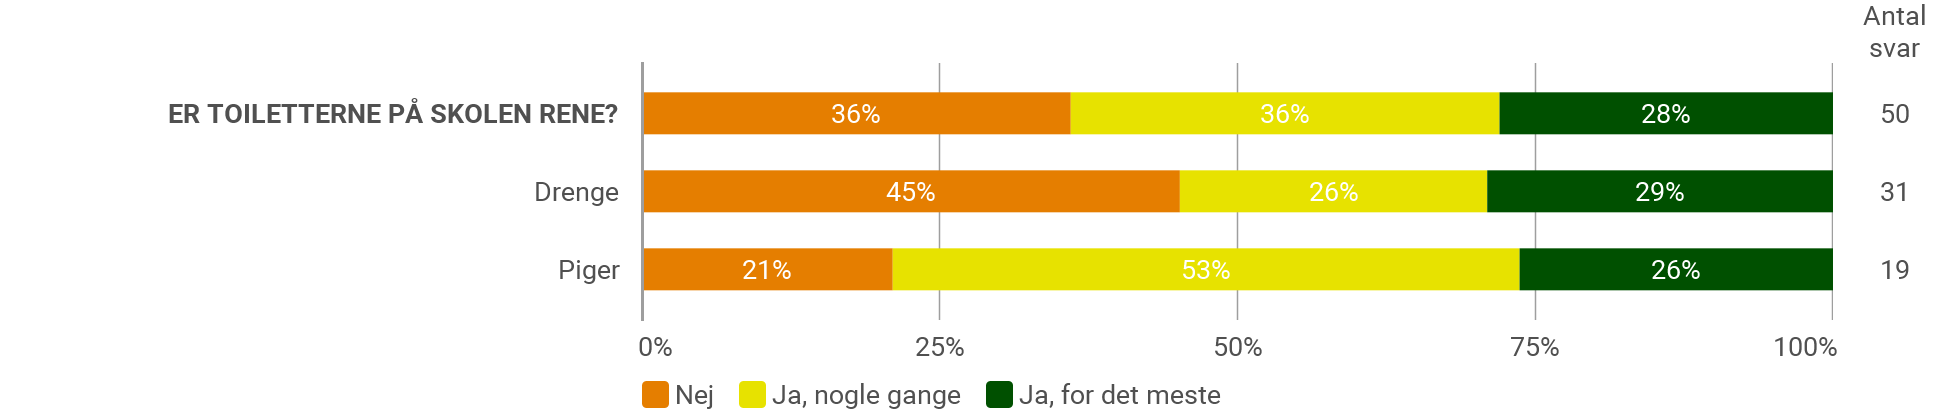 Antal
svar
ER TOILETTERNE PÅ SKOLEN RENE? 36% 36% 28% 50
Drenge 45% 26% 29% 31
Piger 21% 53% 26% 19
0% 25% 50% 75% 100%
Nej Ja, nogle gange Ja, for det meste